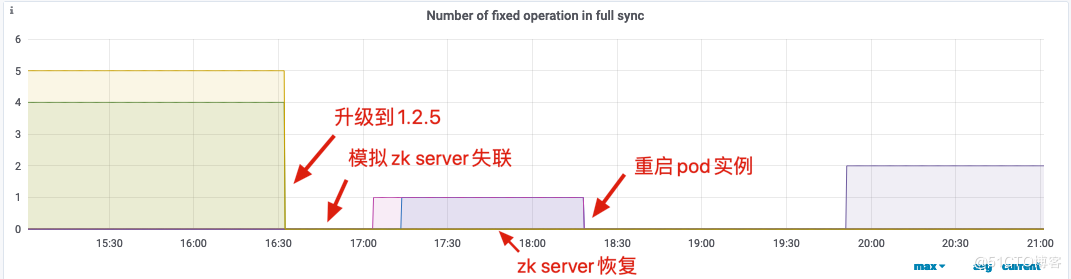 i
Number of fixed operation in full sync
6
5
4
3
2
1
0
升级到1.2.5
模拟 zk server 失联
重启 pod 实例
15:30 16:00 16:30 17:00 17:30 18:00 18:30 19:00 19:30 20:00 20:30 21:00
zk server 恢复
max avg current
@51CTO博客